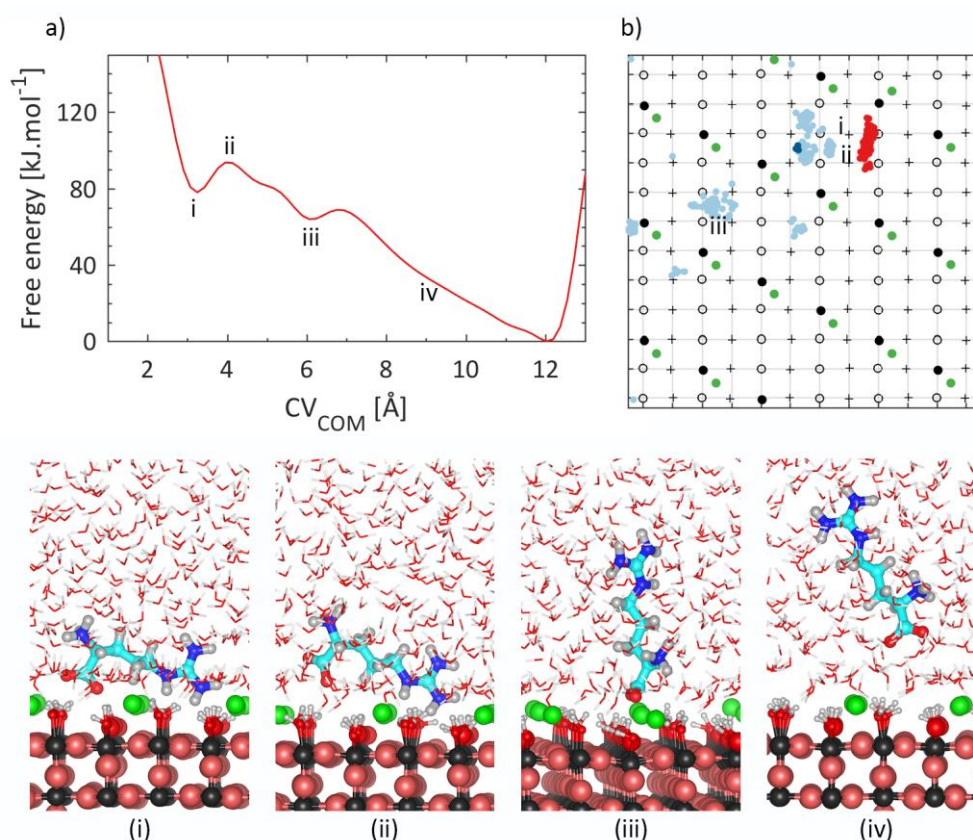 a)
b)
Free energy [kJ.mol⁻¹]
120
80
40
0
i
ii
iii
iv
2
4
6
8
10
12
CV_COM [Å]
i
ii
iii
(i)
(ii)
(iii)
(iv)